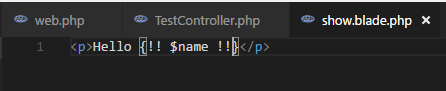 web.php TestController.php show.blade.php ×
1 <p>Hello {!! $name !!}</p>